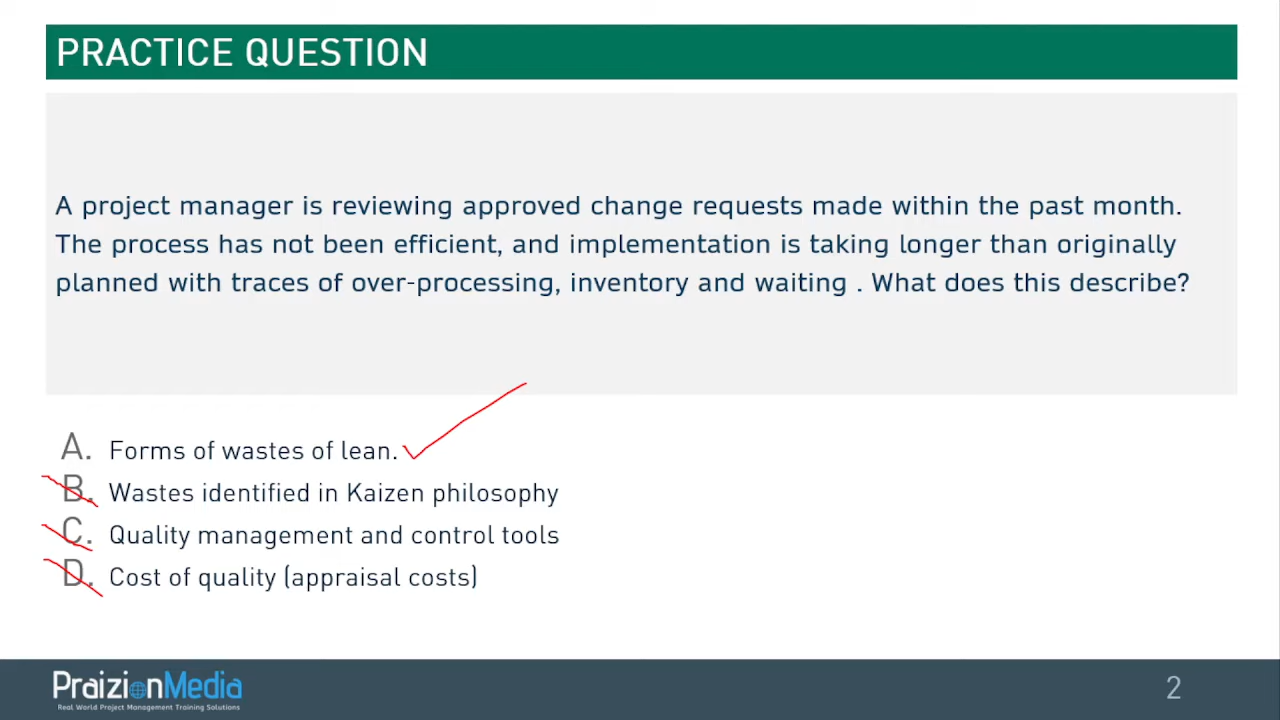 PRACTICE QUESTION
A project manager is reviewing approved change requests made within the past month.
The process has not been efficient, and implementation is taking longer than originally
planned with traces of over-processing, inventory and waiting . What does this describe?
A. Forms of wastes of lean.
B. Wastes identified in Kaizen philosophy
C. Quality management and control tools
D. Cost of quality (appraisal costs)
PraizionMedia
Real World Project Management Training Solutions
2